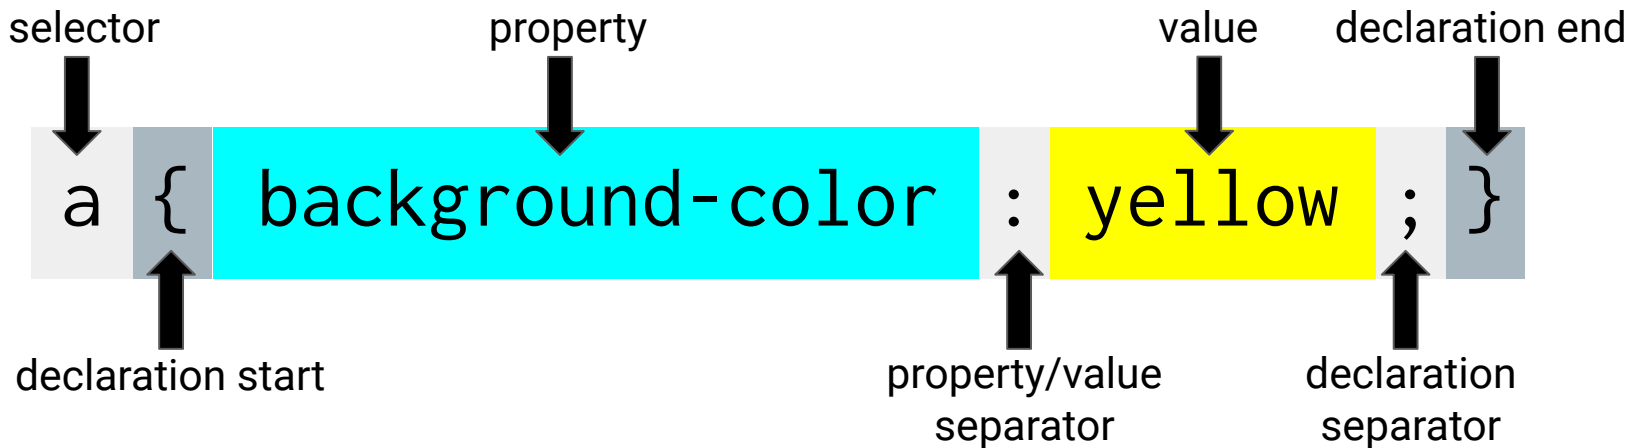 selector property value declaration end
a { background-color : yellow ; }
declaration start property/value separator declaration separator